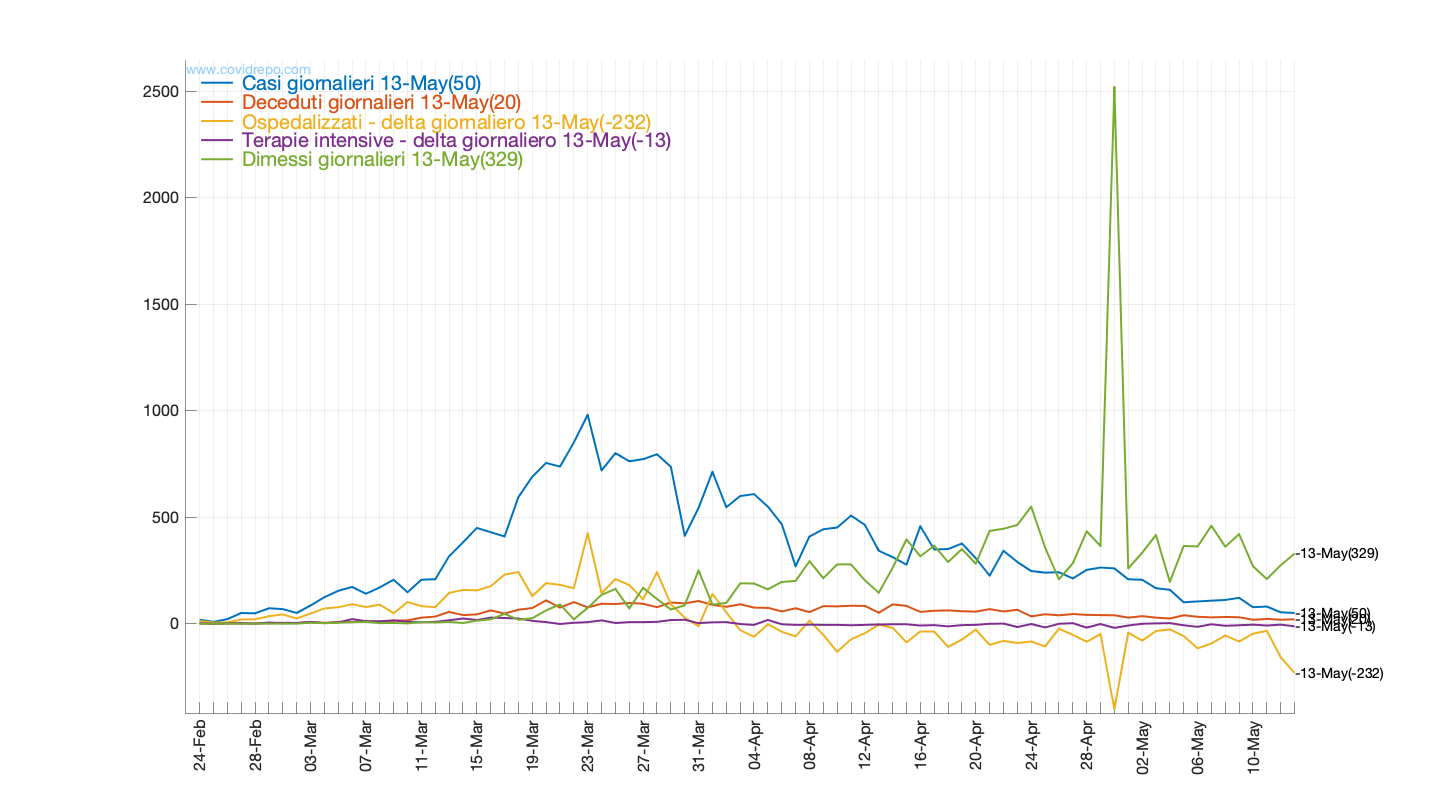 www.covidrepo.com
Casi giornalieri 13-May(50)
Deceduti giornalieri 13-May(20)
Ospedalizzati - delta giornaliero 13-May(-232)
Terapie intensive - delta giornaliero 13-May(-13)
Dimessi giornalieri 13-May(329)
2500
2000
1500
1000
500
0
-13-May(329)
-13-May(50)
-13-May(20)
-13-May(-13)
-13-May(-232)
24-Feb
28-Feb
03-Mar
07-Mar
11-Mar
15-Mar
19-Mar
23-Mar
27-Mar
31-Mar
04-Apr
08-Apr
12-Apr
16-Apr
20-Apr
24-Apr
28-Apr
02-May
06-May
10-May